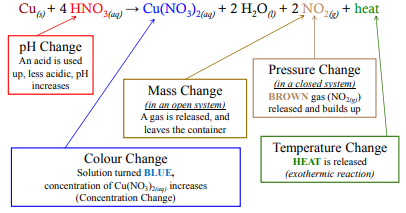 Cu(s) + 4 HNO3(aq) → Cu(NO3)2(aq) + 2 H2O(l) + 2 NO2(g) + heat
pH Change
An acid is used
up, less acidic, pH
increases
Mass Change
(in an open system)
A gas is released, and
leaves the container
Pressure Change
(in a closed system)
BROWN gas (NO2(g))
released and builds up
Colour Change
Solution turned BLUE,
concentration of Cu(NO3)2(aq) increases
(Concentration Change)
Temperature Change
HEAT is released
(exothermic reaction)